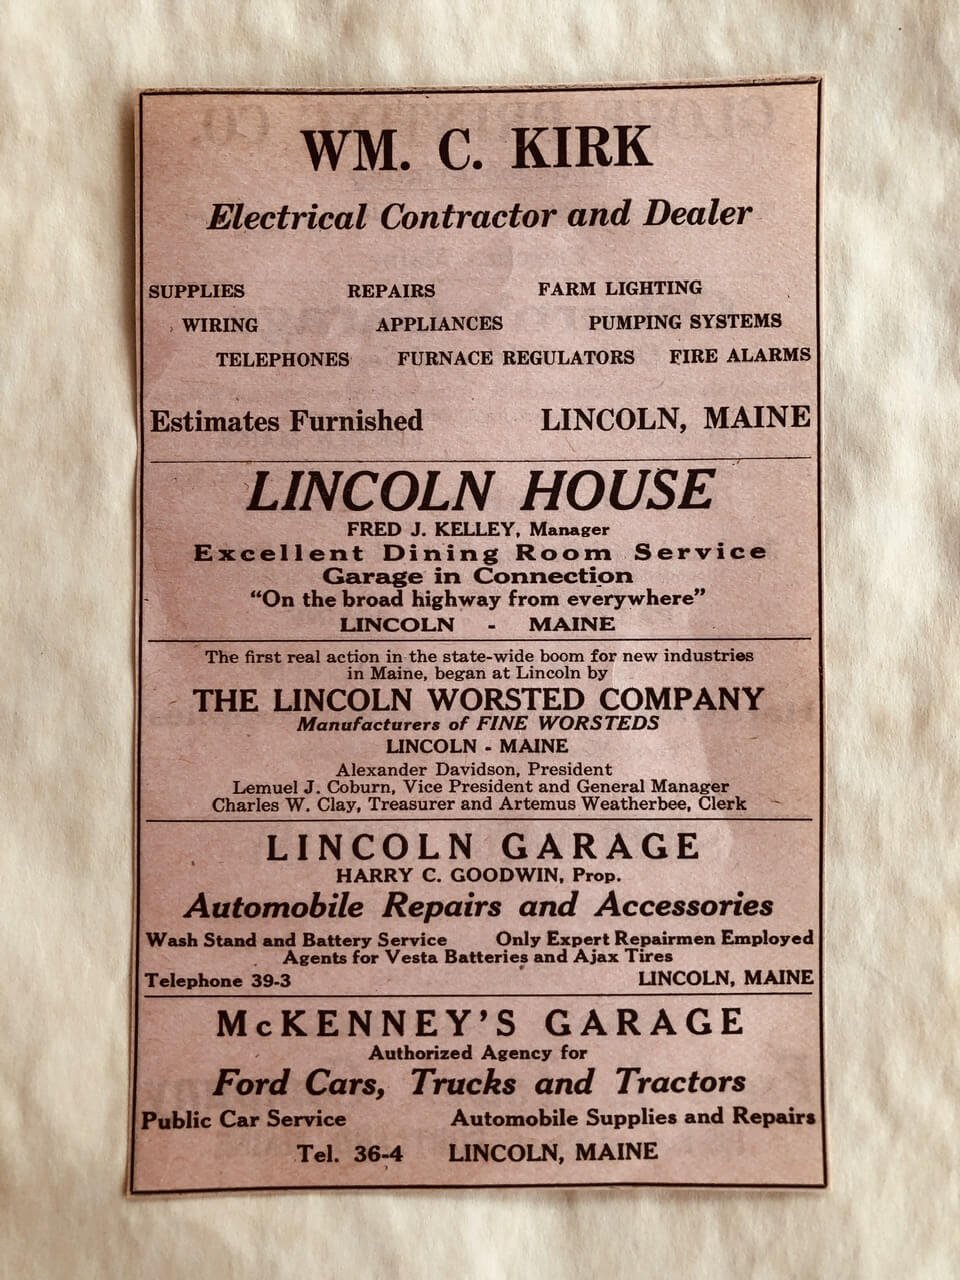 WM. C. KIRK
Electrical Contractor and Dealer
SUPPLIES REPAIRS FARM LIGHTING
WIRING APPLIANCES PUMPING SYSTEMS
TELEPHONES FURNACE REGULATORS FIRE ALARMS
Estimates Furnished LINCOLN, MAINE
LINCOLN HOUSE
FRED J. KELLEY, Manager
Excellent Dining Room Service
Garage in Connection
“On the broad highway from everywhere”
LINCOLN - MAINE
The first real action in the state-wide boom for new industries
in Maine, began at Lincoln by
THE LINCOLN WORSTED COMPANY
Manufacturers of FINE WORSTEDS
LINCOLN - MAINE
Alexander Davidson, President
Lemuel J. Coburn, Vice President and General Manager
Charles W. Clay, Treasurer and Artemus Weatherbee, Clerk
LINCOLN GARAGE
HARRY C. GOODWIN, Prop.
Automobile Repairs and Accessories
Wash Stand and Battery Service Only Expert Repairmen Employed
Agents for Vesta Batteries and Ajax Tires
Telephone 39-3 LINCOLN, MAINE
McKENNEY’S GARAGE
Authorized Agency for
Ford Cars, Trucks and Tractors
Public Car Service Automobile Supplies and Repairs
Tel. 36-4 LINCOLN, MAINE